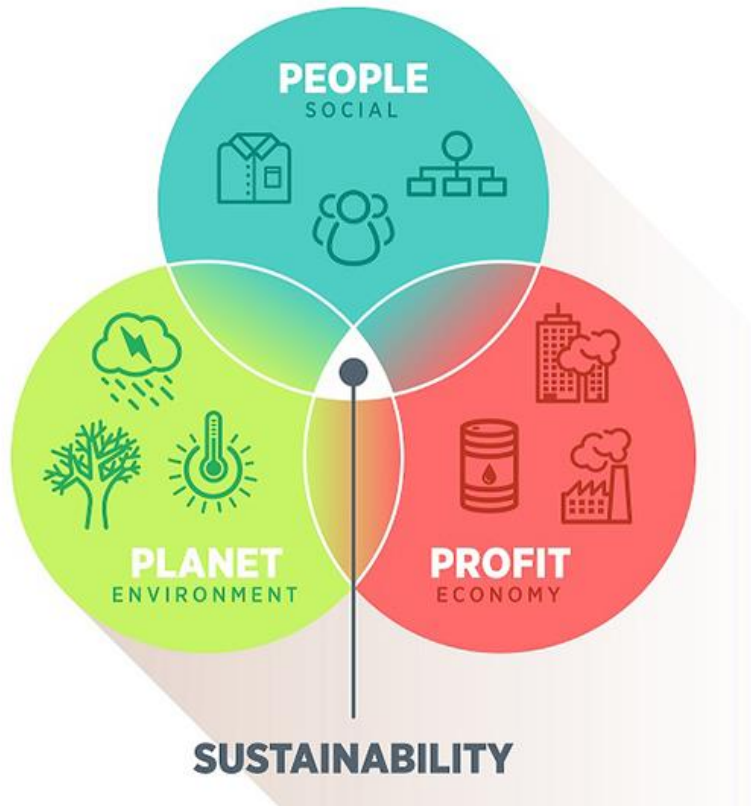 PEOPLE
SOCIAL
PLANET
ENVIRONMENT
PROFIT
ECONOMY
SUSTAINABILITY